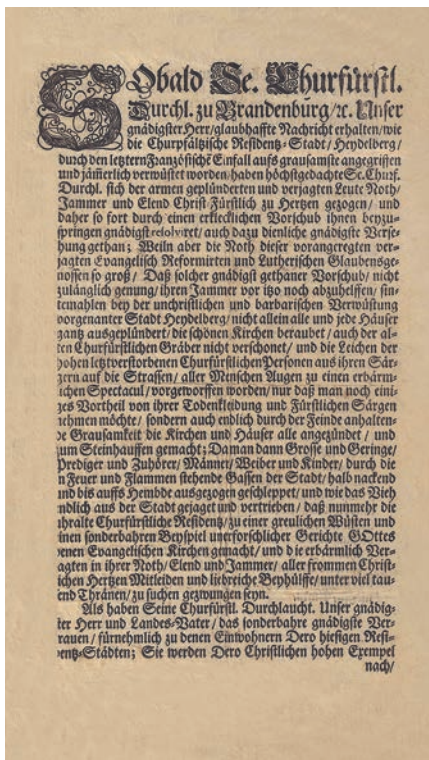 SObald Se. Churfürstl.
Durchl. zu Brandenburg/ ꝛc. Unser
gnädigster Herr/ glaubhaffte Nachricht erhalten/ wie
die Churpfältzische Residentz-Stadt/ Heydelberg/
durch den letztern Frantzösische Einfall aufs grausamste angegriffen
und jämerlich verwüstet worden/ haben höchstgedachte Se. Churf.
Durchl. sich der armen geplünderten und verjagten Leute Noth/
Jammer und Elend Christ-Fürstlich zu Hertzen gezogen/ und
daher so fort durch einen erklecklichen Vorschub ihnen beyzu-
springen gnädigst resolviret/ auch dazu dienliche gnädigste Verse-
hung gethan; Weiln aber die Noth dieser vorangeregten ver-
jagten Evangelisch Reformirten und Lutherischen Glaubensge-
nossen so groß/ Daß solcher gnädigst gethaner Vorschub/ nicht
zulänglich genung/ ihren Jammer vor itzo noch abzuhelffen/ sin-
temahlen bey der unchristlichen und barbarischen Verwüstung
vorgenanter Stadt Heydelberg/ nicht allein alle und jede Häuser
gantz ausgeplündert/ die schönen Kirchen beraubet/ auch der al-
ten Churfürstlichen Gräber nicht verschonet/ und die Leichen der
hohen letztverstorbenen Churfürstlichen Personen aus ihren Sär-
gern auf die Strassen/ aller Menschen Augen zu einen erbärm-
ichen Spectacul/ vorgeworffen worden/ nur daß man noch eini-
zes Vortheil von ihrer Todenkleidung und Fürstlichen Särgen
nehmen möchte/ sondern auch endlich durch der Feinde anhalten-
de Grausamkeit die Kirchen und Häuser alle angezündet/ und
zum Steinhauffen gemacht; Da man dann Grosse und Geringe/
Prediger und Zuhörer/ Männer/ Weiber und Kinder/ durch die
n Feuer und Flammen stehende Gassen der Stadt/ halb nackend
und bis auffs Hembde ausgezogen geschleppet/ und wie das Vieh
endlich aus der Stadt gejaget und vertrieben/ daß nunmehr die
uhralte Churfürstliche Residentz/ zu einer greulichen Wüsten und
inen sonderbahren Beyspiel unerforschlicher Gerichte GOttes
denen Evangelischen Kirchen gemacht/ und die erbärmlich Ver-
agten in ihrer Noth/ Elend und Jammer/ aller frommen Christ-
ichen Hertzen Mitleiden und liebreiche Beyhülffe/ unter viel tau-
end Thränen/ zu suchen gezwungen seyn.
Als haben Seine Churfürstl. Durchlaucht. Unser gnädig-
ster Herr und Landes-Vater/ das sonderbahre gnädigste Ver-
rauen/ fürnehmlich zu denen Einwohnern Dero hiesigen Resi-
dentz-Städten; Sie werden Dero Christlichen hohen Exempel
nach/